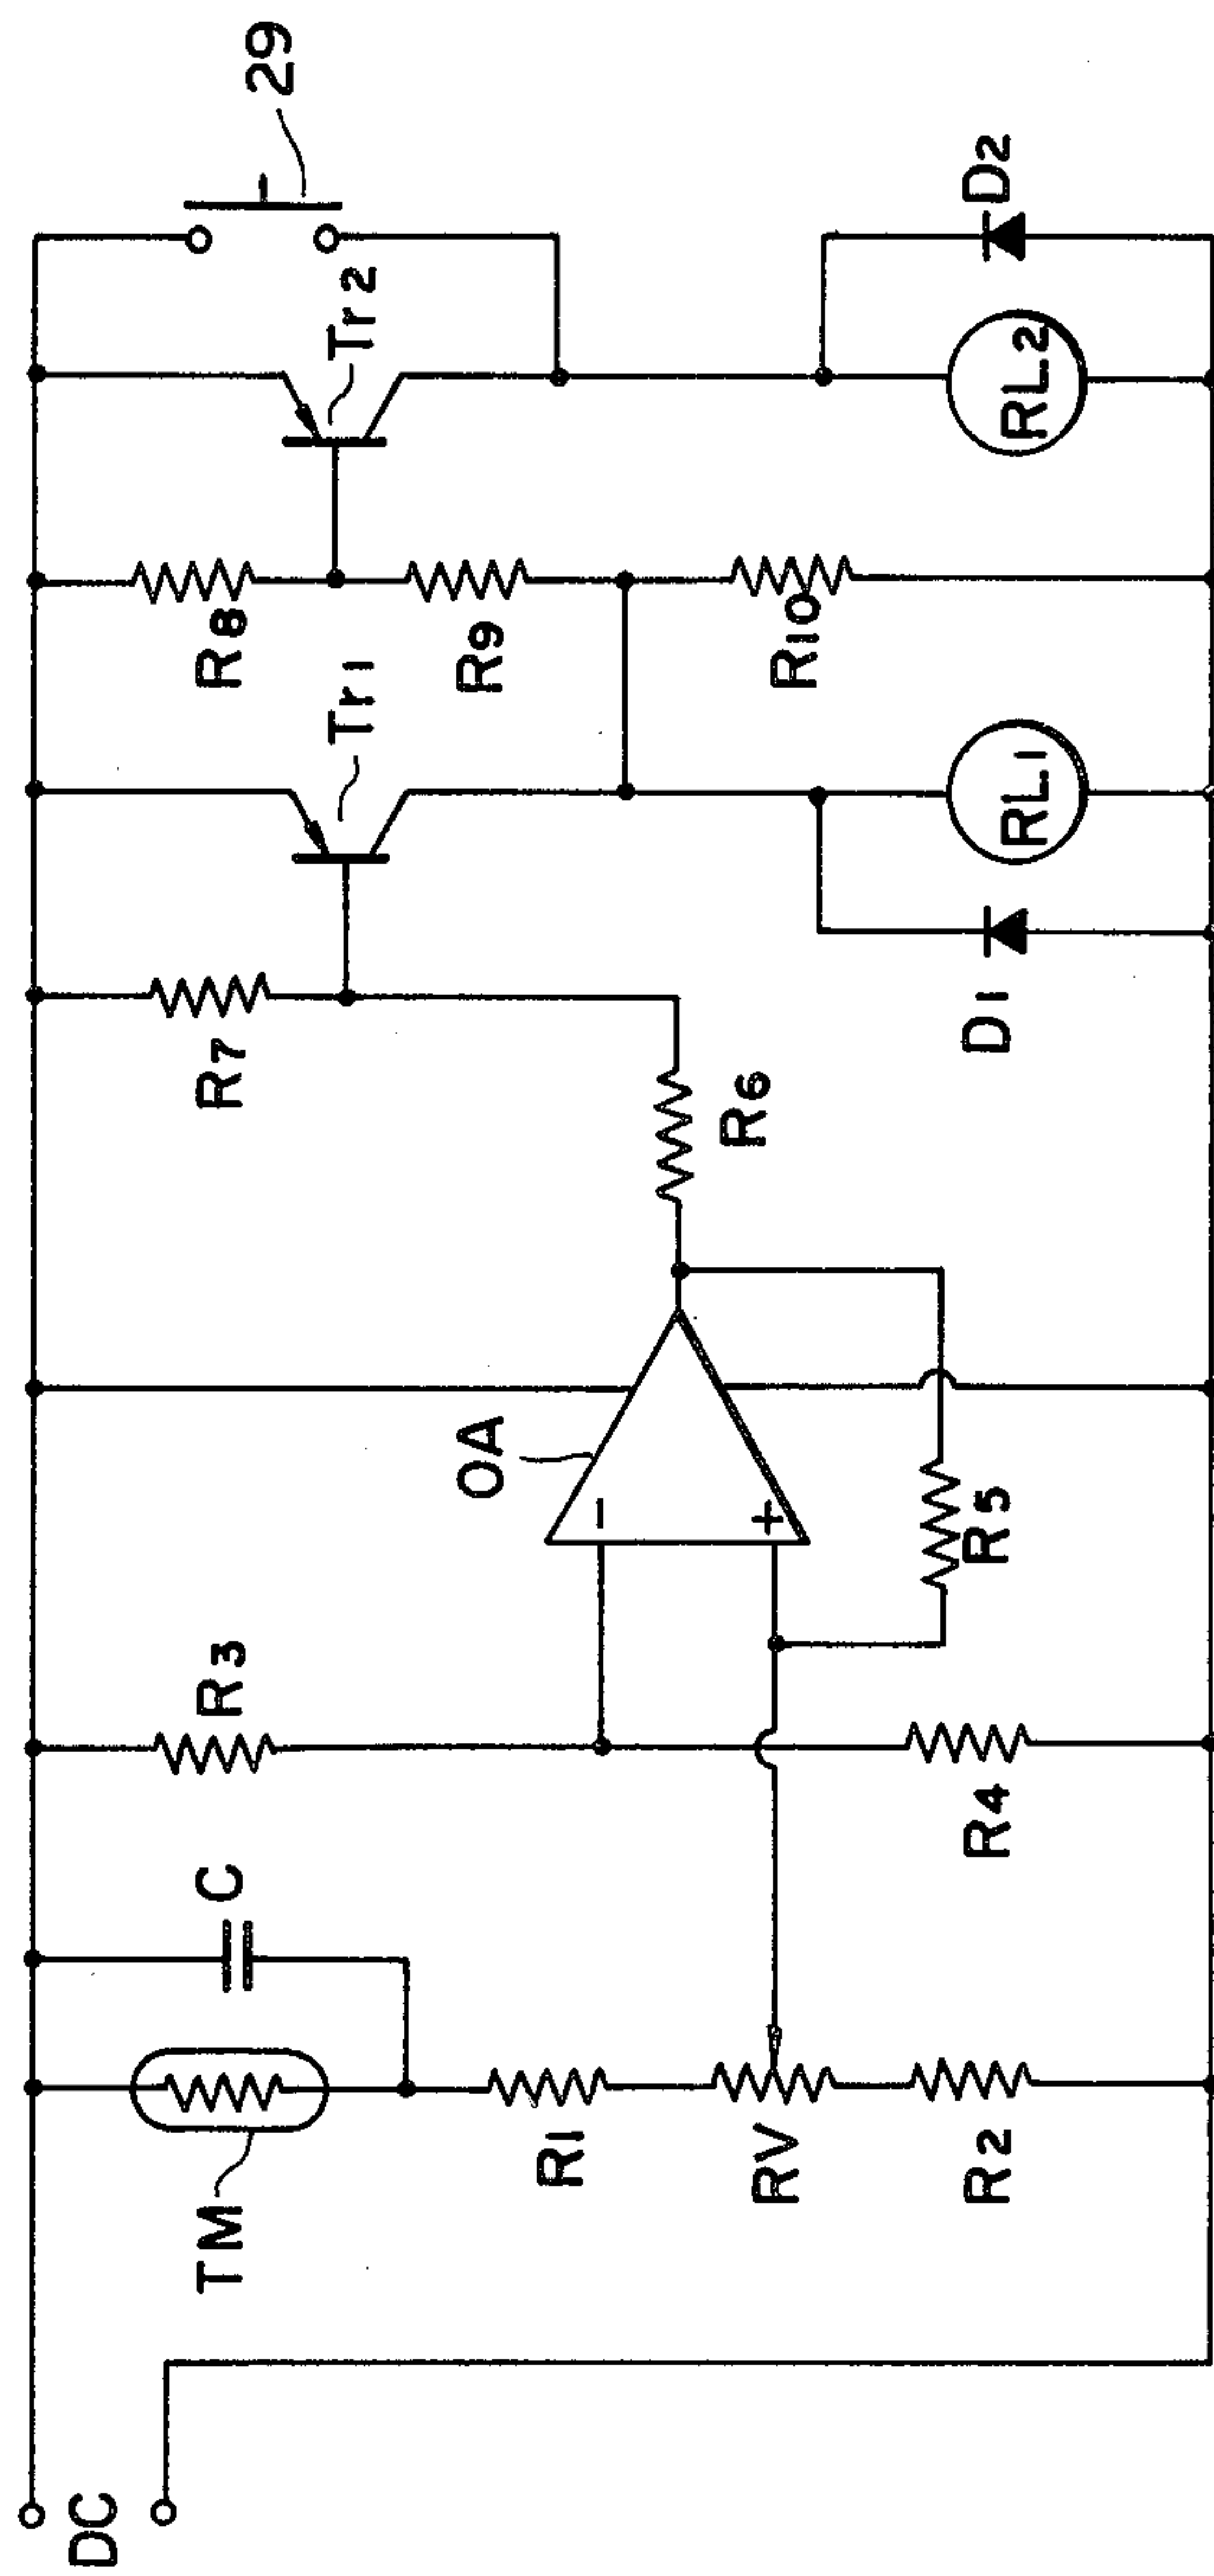 DC
TM
C
R1
RV
R2
R3
R4
OA
R5
R6
R7
Tr1
D1
RL1
R8
R9
R10
Tr2
RL2
D2
29
−
+